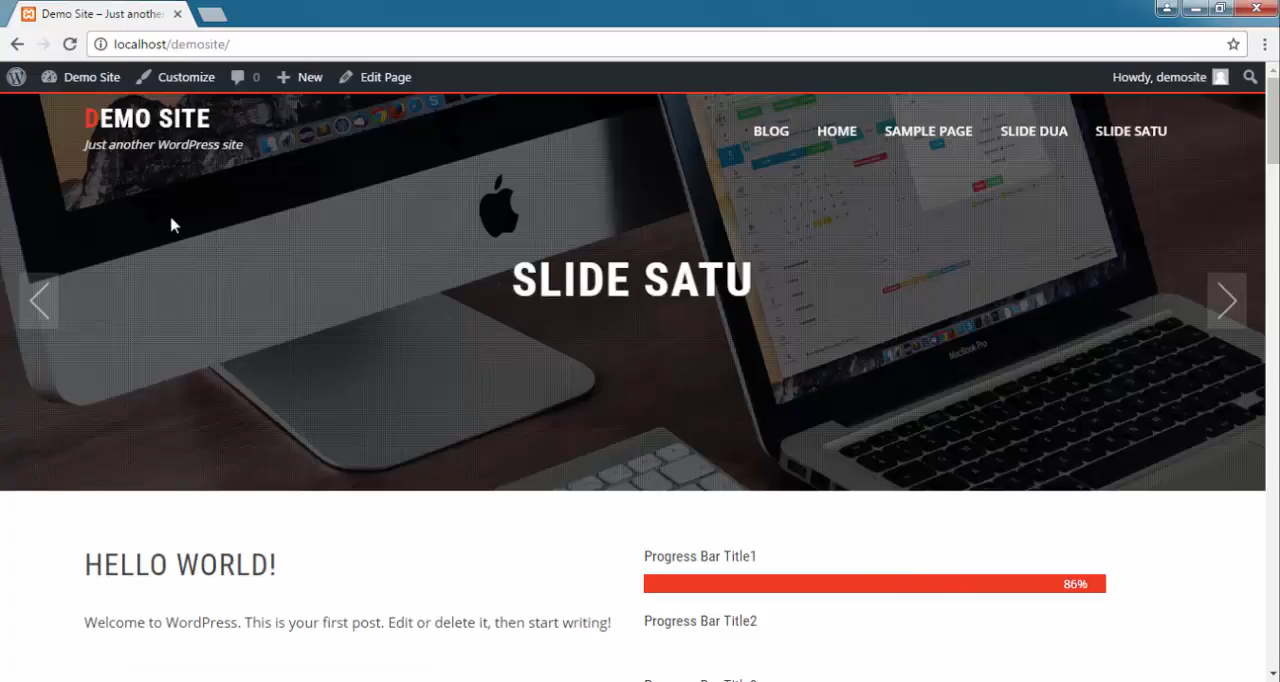 Demo Site – Just anothe
localhost/demosite/
Demo Site Customize 0 New Edit Page Howdy, demosite
DEMO SITE
Just another WordPress site
BLOG HOME SAMPLE PAGE SLIDE DUA SLIDE SATU
MacBook Pro
SLIDE SATU
HELLO WORLD!
Welcome to WordPress. This is your first post. Edit or delete it, then start writing!
Progress Bar Title1
86%
Progress Bar Title2